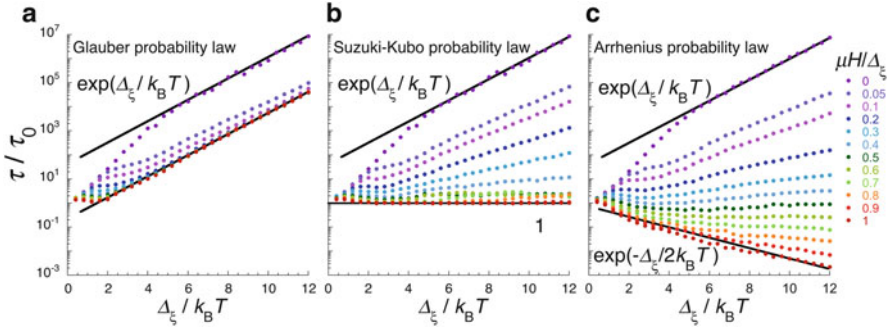 a
b
c
Glauber probability law
Suzuki-Kubo probability law
Arrhenius probability law
exp(Δξ/kBT)
exp(Δξ/kBT)
exp(Δξ/kBT)
1
exp(-Δξ/2kBT)
τ/τ0
10^7
10^5
10^3
10^1
10^-1
10^-3
0 2 4 6 8 10 12
0 2 4 6 8 10 12
0 2 4 6 8 10 12
Δξ/kBT
Δξ/kBT
Δξ/kBT
μH/Δξ
0
0.05
0.1
0.2
0.3
0.4
0.5
0.6
0.7
0.8
0.9
1